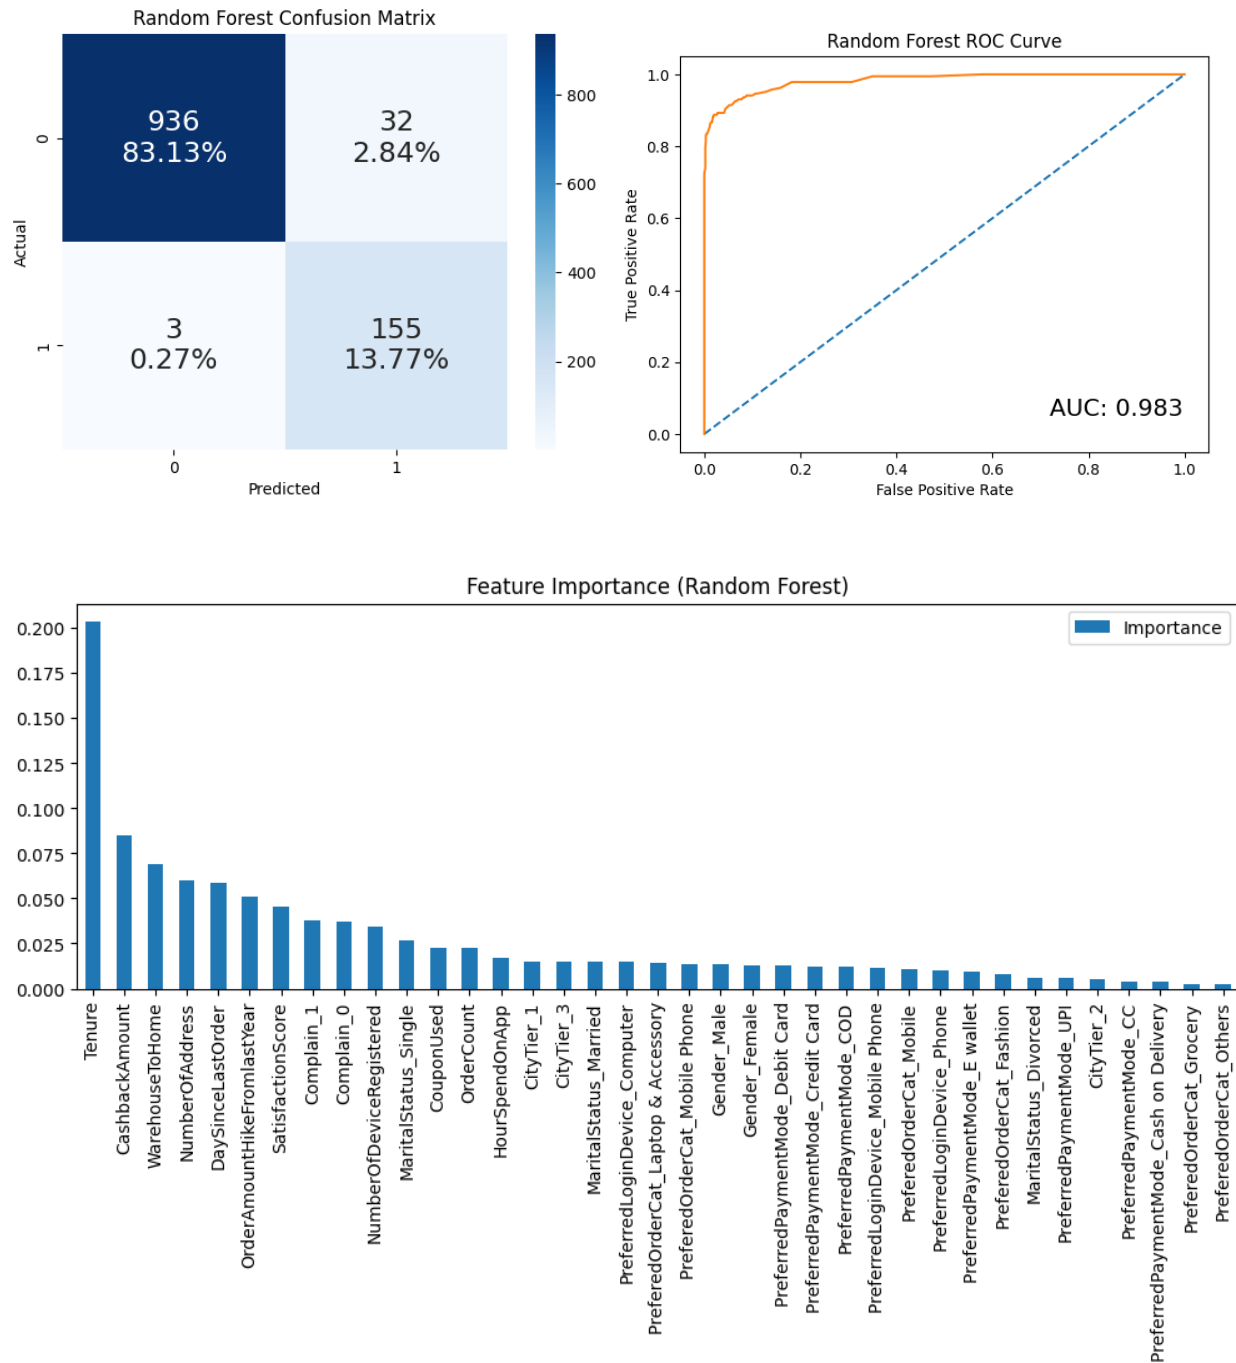 Random Forest Confusion Matrix
936
83.13%
32
2.84%
3
0.27%
155
13.77%
0
1
Actual
0
1
Predicted
800
600
400
200
Random Forest ROC Curve
1.0
0.8
0.6
0.4
0.2
0.0
True Positive Rate
AUC: 0.983
0.0
0.2
0.4
0.6
0.8
1.0
False Positive Rate
Feature Importance (Random Forest)
Importance
0.200
0.175
0.150
0.125
0.100
0.075
0.050
0.025
0.000
Tenure
CashbackAmount
WarehouseToHome
NumberOfAddress
DaySinceLastOrder
OrderAmountHikeFromlastYear
SatisfactionScore
Complain_1
Complain_0
NumberOfDeviceRegistered
MaritalStatus_Single
CouponUsed
OrderCount
HourSpendOnApp
CityTier_1
CityTier_3
MaritalStatus_Married
PreferredLoginDevice_Computer
PreferedOrderCat_Laptop & Accessory
PreferedOrderCat_Mobile Phone
Gender_Male
Gender_Female
PreferredPaymentMode_Debit Card
PreferredPaymentMode_Credit Card
PreferredPaymentMode_COD
PreferredLoginDevice_Mobile Phone
PreferedOrderCat_Mobile
PreferredLoginDevice_Phone
PreferredPaymentMode_E wallet
PreferedOrderCat_Fashion
MaritalStatus_Divorced
PreferredPaymentMode_UPI
CityTier_2
PreferredPaymentMode_CC
PreferredPaymentMode_Cash on Delivery
PreferedOrderCat_Grocery
PreferedOrderCat_Others